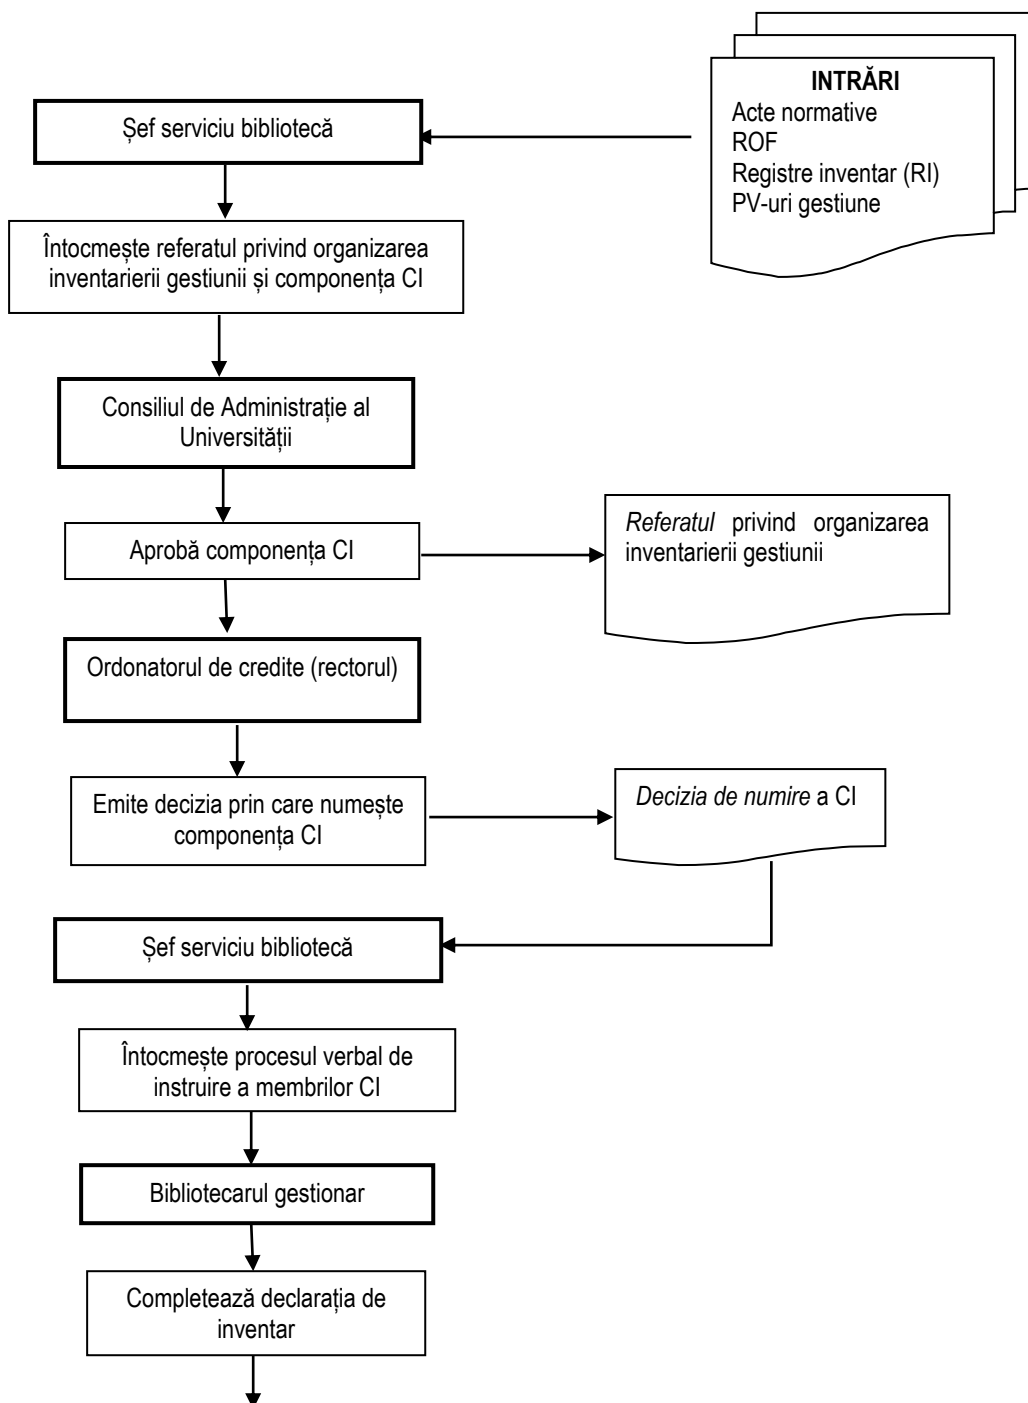 INTRĂRI
Acte normative
ROF
Registre inventar (RI)
PV-uri gestiune
Șef serviciu bibliotecă
Întocmește referatul privind organizarea
inventarierii gestiunii și componența CI
Consiliul de Administrație al
Universității
Aprobă componența CI
Referatul privind organizarea
inventarierii gestiunii
Ordonatorul de credite (rectorul)
Emite decizia prin care numește
componența CI
Decizia de numire a CI
Șef serviciu bibliotecă
Întocmește procesul verbal de
instruire a membrilor CI
Bibliotecarul gestionar
Completează declarația de
inventar